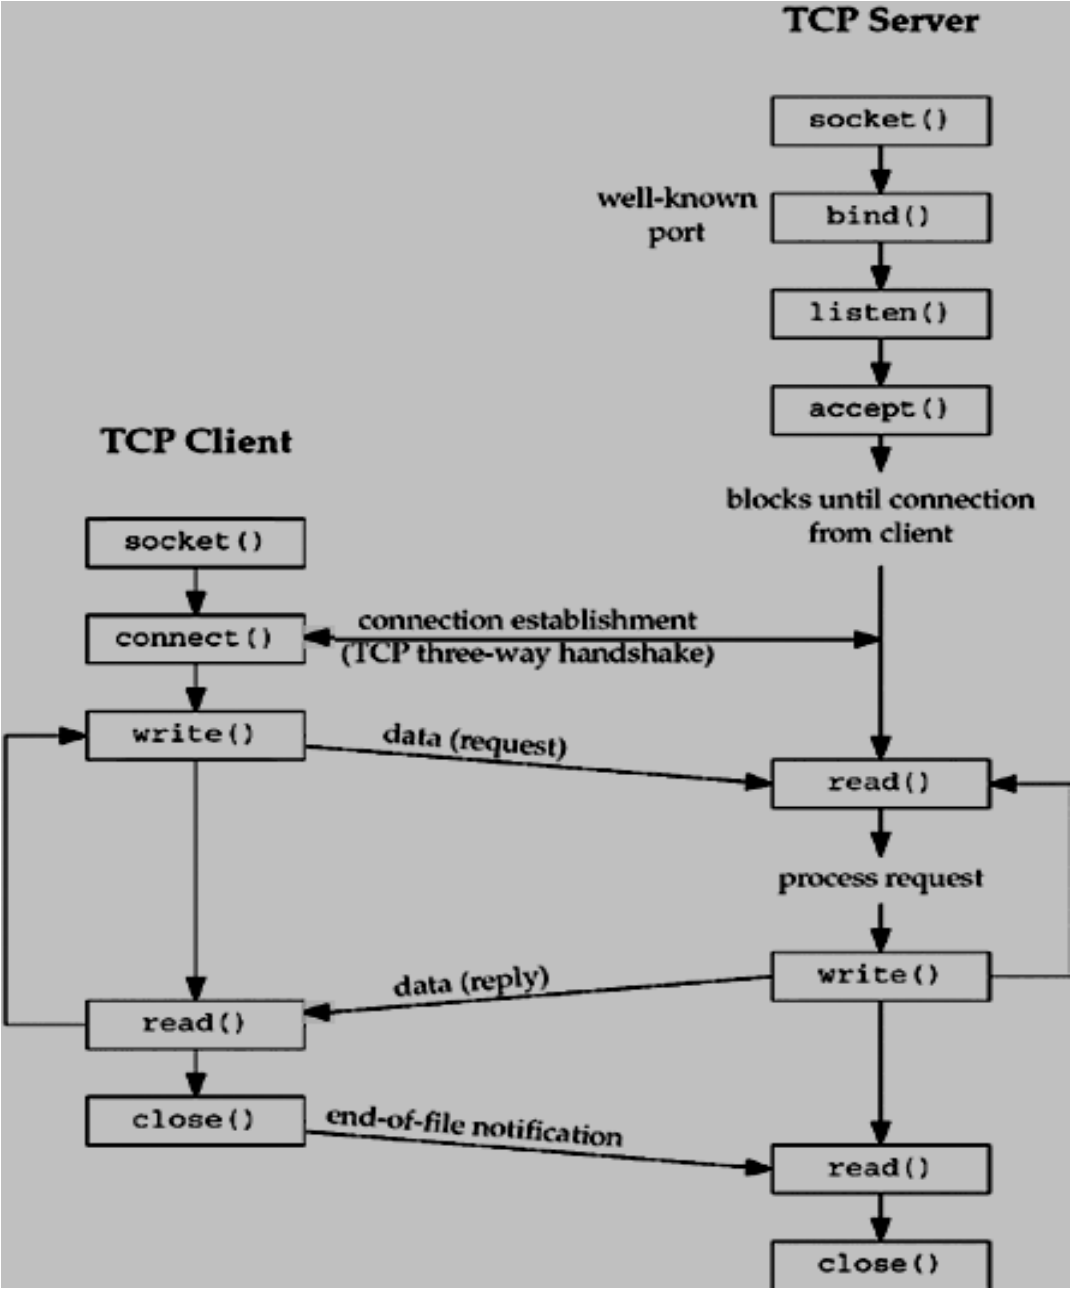 TCP Server
socket()
well-known
port
bind()
listen()
accept()
blocks until connection
from client
TCP Client
socket()
connect()
connection establishment
(TCP three-way handshake)
write()
data (request)
read()
process request
write()
data (reply)
read()
close()
end-of-file notification
read()
close()